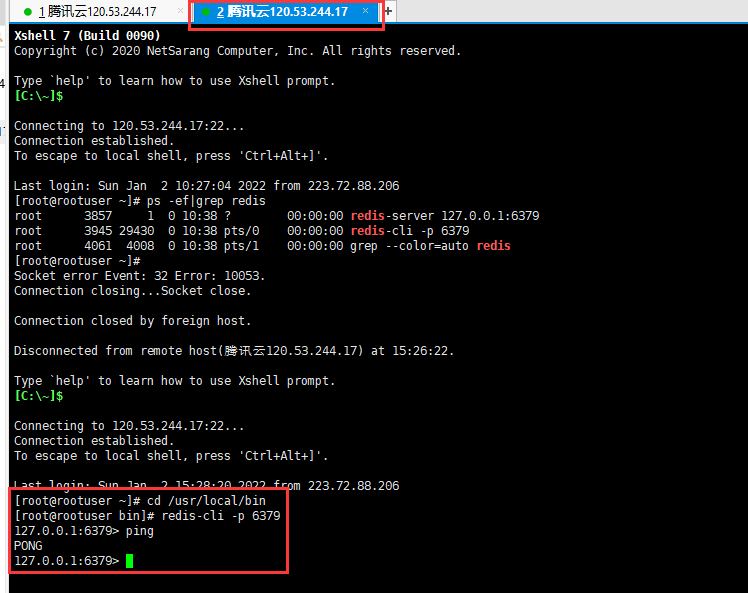 1 腾讯云120.53.244.17 × 2 腾讯云120.53.244.17 × +
Xshell 7 (Build 0090)
Copyright (c) 2020 NetSarang Computer, Inc. All rights reserved.
Type `help' to learn how to use Xshell prompt.
[C:\~]$
Connecting to 120.53.244.17:22...
Connection established.
To escape to local shell, press 'Ctrl+Alt+]'.
Last login: Sun Jan  2 10:27:04 2022 from 223.72.88.206
[root@rootuser ~]# ps -ef|grep redis
root      3857     1  0 10:38 ?        00:00:00 redis-server 127.0.0.1:6379
root      3945 29430  0 10:38 pts/0    00:00:00 redis-cli -p 6379
root      4061  4008  0 10:38 pts/1    00:00:00 grep --color=auto redis
[root@rootuser ~]#
Socket error Event: 32 Error: 10053.
Connection closing...Socket close.
Connection closed by foreign host.
Disconnected from remote host(腾讯云120.53.244.17) at 15:26:22.
Type `help' to learn how to use Xshell prompt.
[C:\~]$
Connecting to 120.53.244.17:22...
Connection established.
To escape to local shell, press 'Ctrl+Alt+]'.
Last login: Sun Jan  2 15:28:20 2022 from 223.72.88.206
[root@rootuser ~]# cd /usr/local/bin
[root@rootuser bin]# redis-cli -p 6379
127.0.0.1:6379> ping
PONG
127.0.0.1:6379>